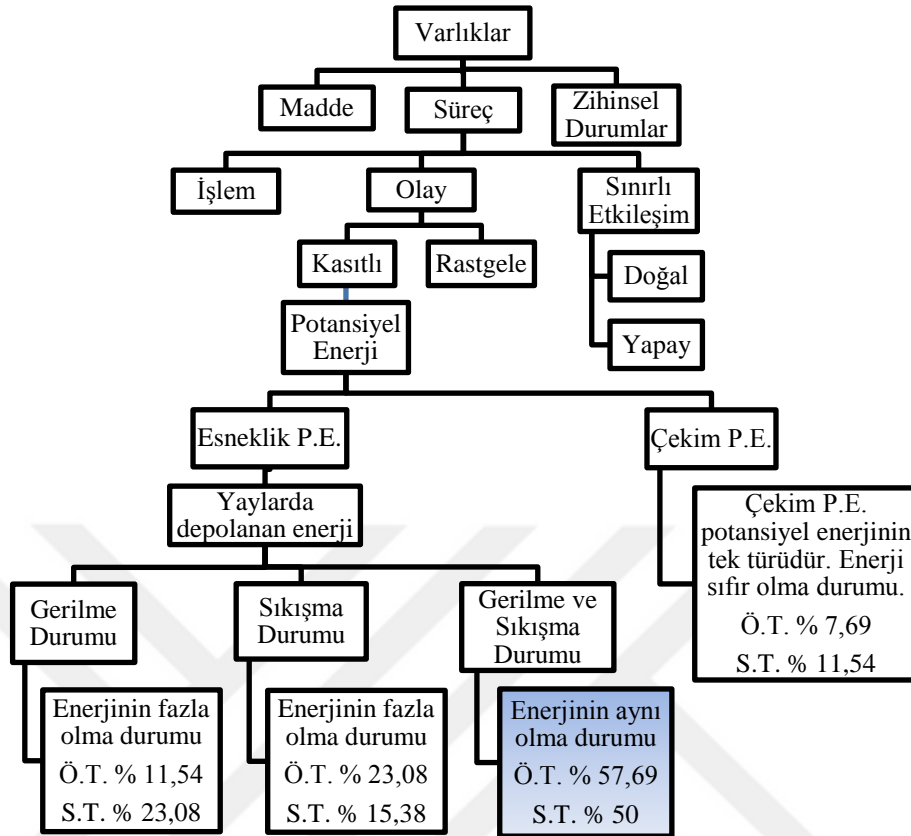 Varlıklar
Madde
Süreç
Zihinsel
Durumlar
İşlem
Olay
Sınırlı
Etkileşim
Kasıtlı
Rastgele
Doğal
Yapay
Potansiyel
Enerji
Esneklik P.E.
Çekim P.E.
Yaylarda
depolanan enerji
Çekim P.E.
potansiyel enerjinin
tek türüdür. Enerji
sıfır olma durumu.
Ö.T. % 7,69
S.T. % 11,54
Gerilme
Durumu
Sıkışma
Durumu
Gerilme ve
Sıkışma
Durumu
Enerjinin fazla
olma durumu
Ö.T. % 11,54
S.T. % 23,08
Enerjinin fazla
olma durumu
Ö.T. % 23,08
S.T. % 15,38
Enerjinin aynı
olma durumu
Ö.T. % 57,69
S.T. % 50